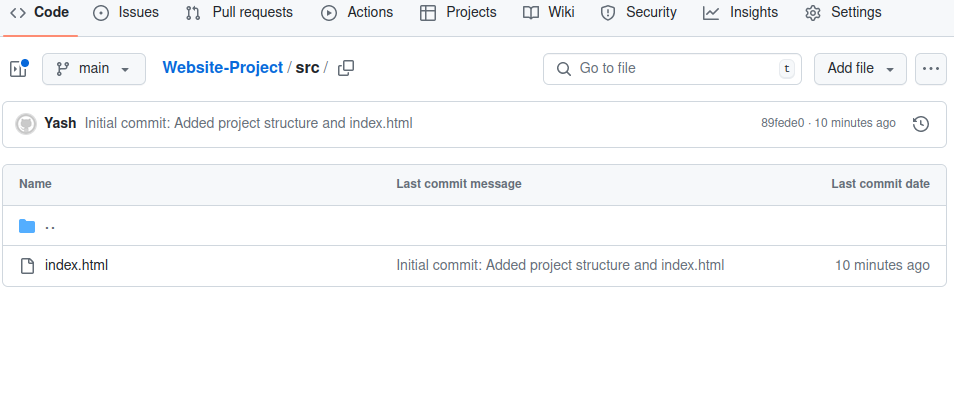 Code Issues Pull requests Actions Projects Wiki Security Insights Settings
main Website-Project / src / Go to file t Add file ...
Yash Initial commit: Added project structure and index.html 89fede0 · 10 minutes ago
Name Last commit message Last commit date
..
index.html Initial commit: Added project structure and index.html 10 minutes ago